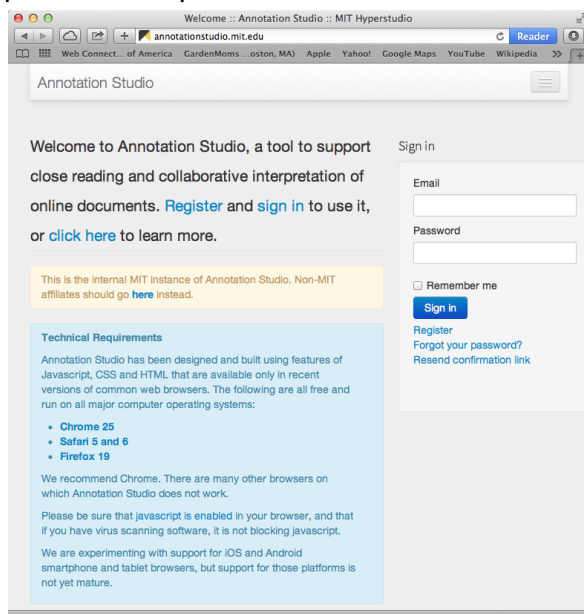 Welcome :: Annotation Studio :: MIT Hyperstudio
annotationstudio.mit.edu
Reader
Web Connect... of America GardenMoms ...oston, MA) Apple Yahoo! Google Maps YouTube Wikipedia >>
Annotation Studio
Welcome to Annotation Studio, a tool to support
close reading and collaborative interpretation of
online documents. Register and sign in to use it,
or click here to learn more.
This is the internal MIT instance of Annotation Studio. Non-MIT
affiliates should go here instead.
Technical Requirements
Annotation Studio has been designed and built using features of
Javascript, CSS and HTML that are available only in recent
versions of common web browsers. The following are all free and
run on all major computer operating systems:
• Chrome 25
• Safari 5 and 6
• Firefox 19
We recommend Chrome. There are many other browsers on
which Annotation Studio does not work.
Please be sure that javascript is enabled in your browser, and that
if you have virus scanning software, it is not blocking javascript.
We are experimenting with support for iOS and Android
smartphone and tablet browsers, but support for those platforms is
not yet mature.
Sign in
Email
Password
Remember me
Sign in
Register
Forgot your password?
Resend confirmation link